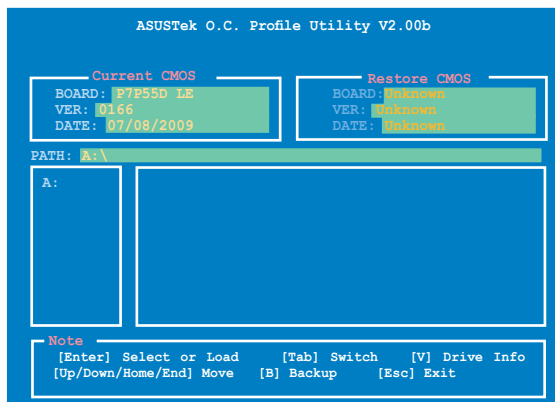 ASUSTek O.C. Profile Utility V2.00b
Current CMOS
BOARD: P7P55D LE
VER: 0166
DATE: 07/08/2009
Restore CMOS
BOARD:Unknown
VER: Unknown
DATE: Unknown
PATH: A:\
A:
Note
[Enter] Select or Load [Tab] Switch [V] Drive Info
[Up/Down/Home/End] Move [B] Backup [Esc] Exit